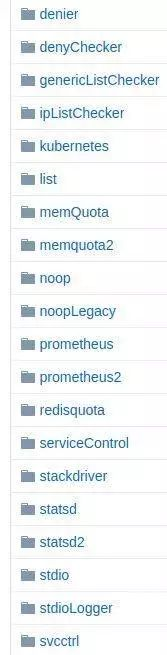 denier
denyChecker
genericListChecker
ipListChecker
kubernetes
list
memQuota
memquota2
noop
noopLegacy
prometheus
prometheus2
redisquota
serviceControl
stackdriver
statsd
statsd2
stdio
stdioLogger
svcctrl